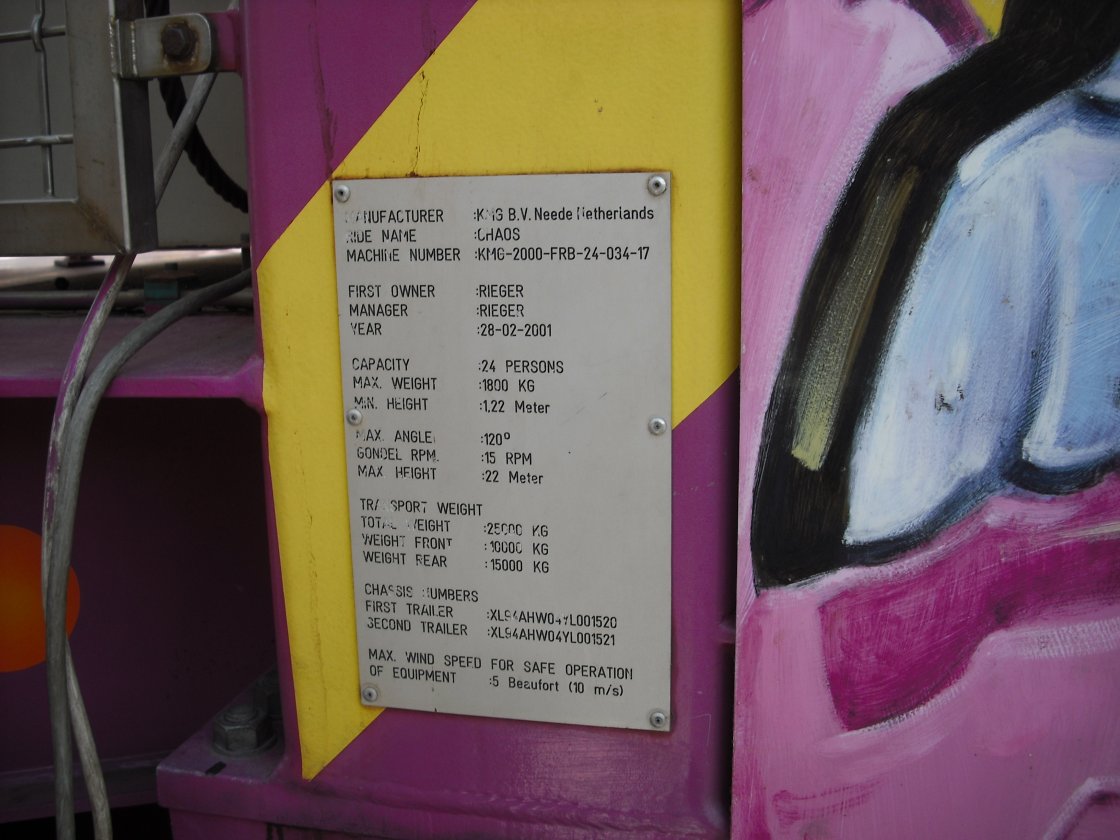 MANUFACTURER :KMG B.V. Neede Netherlands
RIDE NAME :CHAOS
MACHINE NUMBER :KMG-2000-FRB-24-034-17
FIRST OWNER :RIEGER
MANAGER :RIEGER
YEAR :28-02-2001
CAPACITY :24 PERSONS
MAX. WEIGHT :1800 KG
MIN. HEIGHT :1,22 Meter
MAX. ANGLE :120°
GONDEL RPM. :15 RPM
MAX HEIGHT :22 Meter
TRANSPORT WEIGHT
TOTAL WEIGHT :25000 KG
WEIGHT FRONT :10000 KG
WEIGHT REAR :15000 KG
CHASSIS NUMBERS
FIRST TRAILER :XL94AHW04YL001520
SECOND TRAILER :XL94AHW04YL001521
MAX. WIND SPEED FOR SAFE OPERATION
OF EQUIPMENT :5 Beaufort (10 m/s)